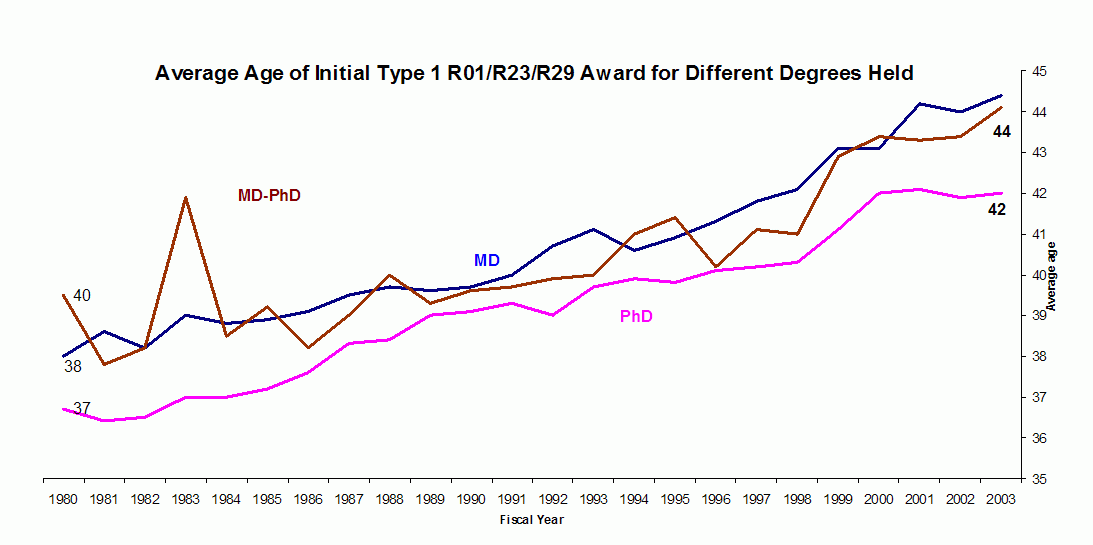 Average Age of Initial Type 1 R01/R23/R29 Award for Different Degrees Held
45
44
43
42
41
40
39
38
37
36
35
Average age
44
42
MD-PhD
MD
PhD
40
38
37
1980 1981 1982 1983 1984 1985 1986 1987 1988 1989 1990 1991 1992 1993 1994 1995 1996 1997 1998 1999 2000 2001 2002 2003
Fiscal Year